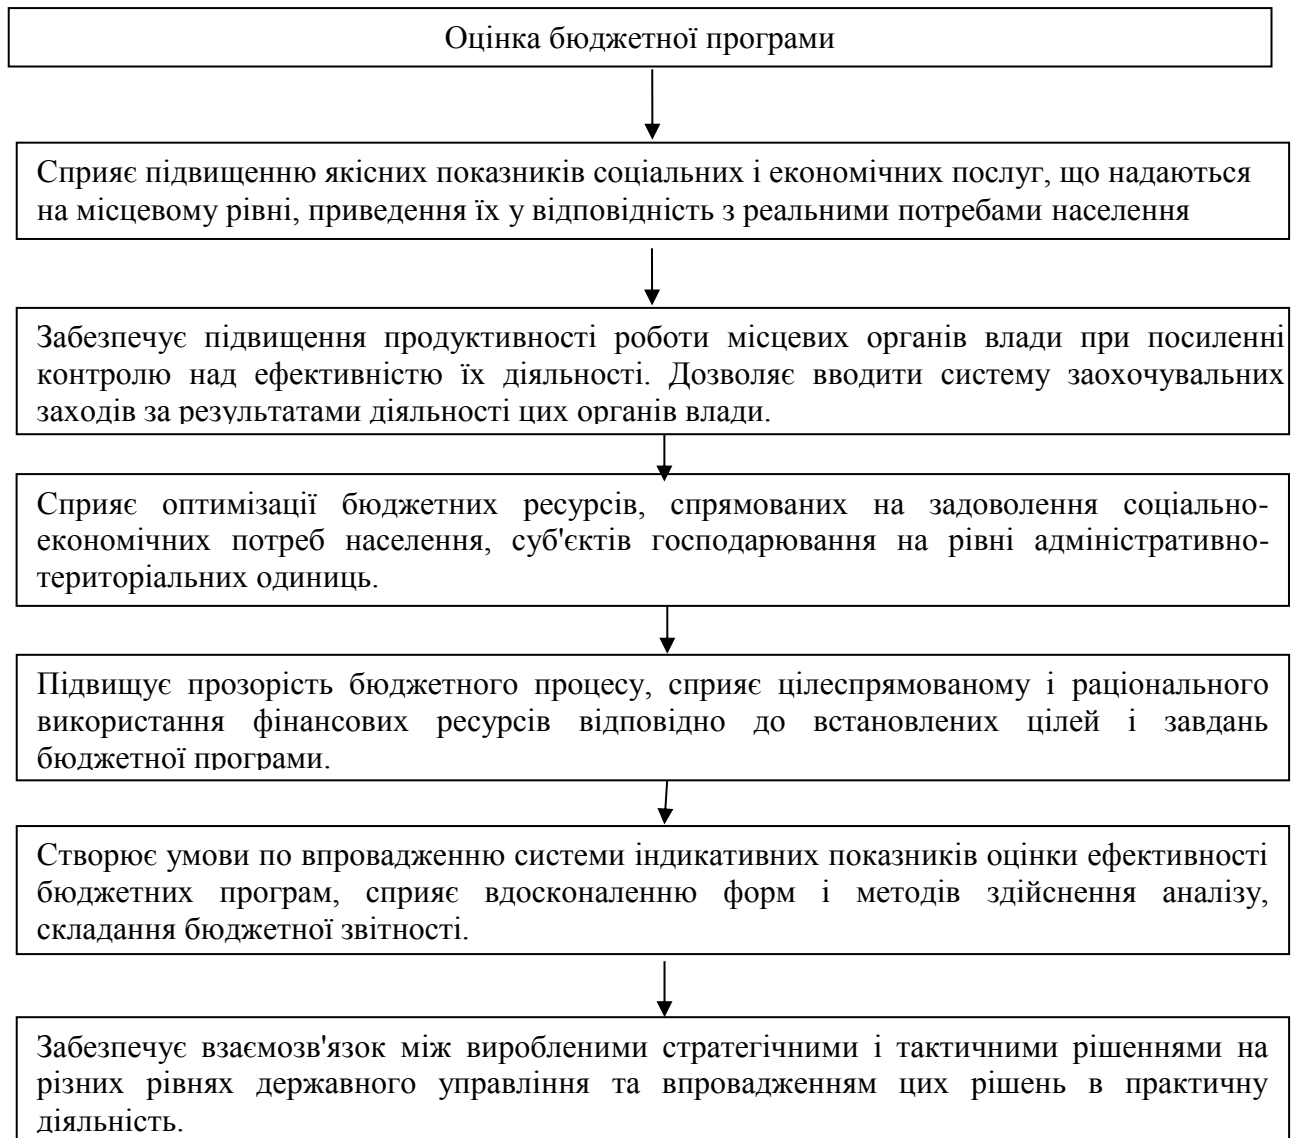 Оцінка бюджетної програми
Сприяє підвищенню якісних показників соціальних і економічних послуг, що надаються
на місцевому рівні, приведення їх у відповідність з реальними потребами населення
Забезпечує підвищення продуктивності роботи місцевих органів влади при посиленні
контролю над ефективністю їх діяльності. Дозволяє вводити систему заохочувальних
заходів за результатами діяльності цих органів влади.
Сприяє оптимізації бюджетних ресурсів, спрямованих на задоволення соціально-
економічних потреб населення, суб'єктів господарювання на рівні адміністративно-
територіальних одиниць.
Підвищує прозорість бюджетного процесу, сприяє цілеспрямованому і раціонального
використання фінансових ресурсів відповідно до встановлених цілей і завдань
бюджетної програми.
Створює умови по впровадженню системи індикативних показників оцінки ефективності
бюджетних програм, сприяє вдосконаленню форм і методів здійснення аналізу,
складання бюджетної звітності.
Забезпечує взаємозв'язок між виробленими стратегічними і тактичними рішеннями на
різних рівнях державного управління та впровадженням цих рішень в практичну
діяльність.